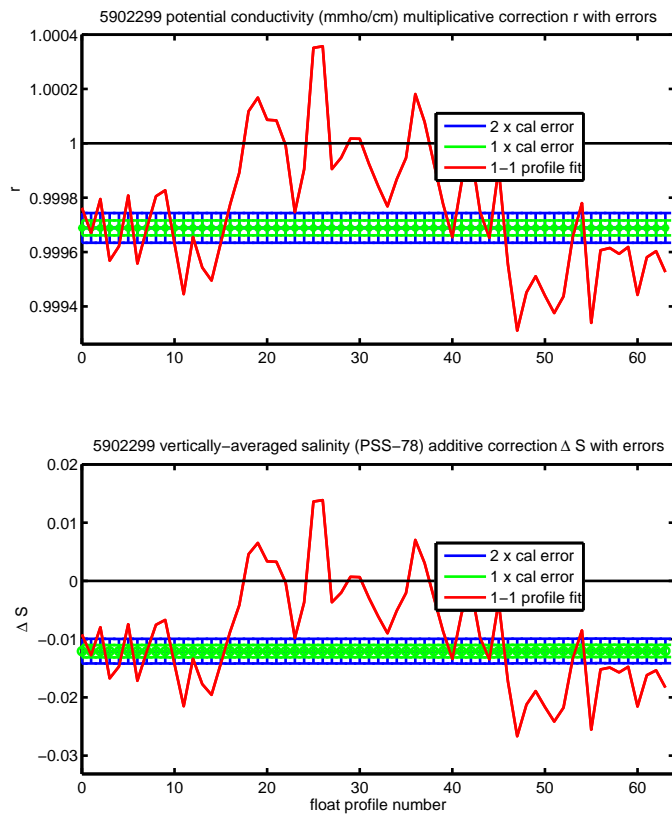 5902299 potential conductivity (mmho/cm) multiplicative correction r with errors
1.0004
1.0002
1
0.9998
0.9996
0.9994
r
2 x cal error
1 x cal error
1−1 profile fit
0 10 20 30 40 50 60
5902299 vertically−averaged salinity (PSS−78) additive correction Δ S with errors
0.02
0.01
0
−0.01
−0.02
−0.03
Δ S
2 x cal error
1 x cal error
1−1 profile fit
0 10 20 30 40 50 60
float profile number